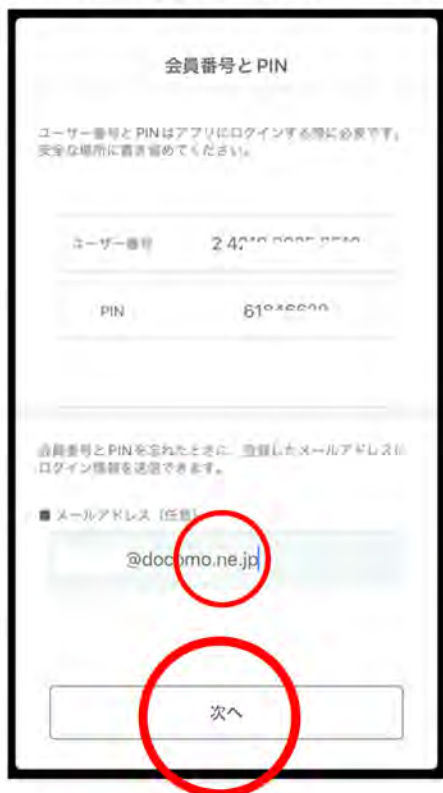 会員番号とPIN
ユーザー番号とPINはアプリにログインする際に必要です。
安全な場所に書き留めてください。
ユーザー番号
PIN
会員番号とPINを忘れたときに、登録したメールアドレスに
ログイン情報を送信できます。
■ メールアドレス（任意）
@docomo.ne.jp
次へ